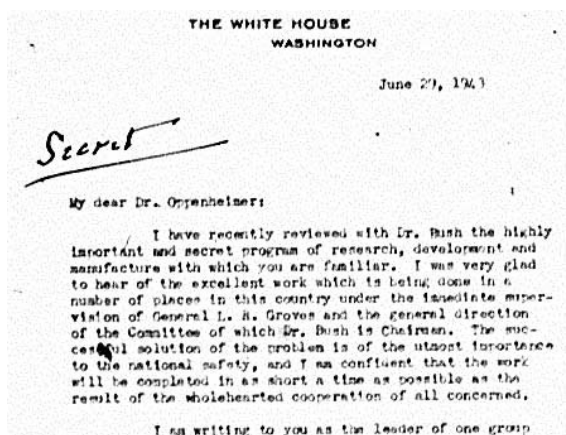 THE WHITE HOUSE
WASHINGTON
June 29, 1943
Secret
My dear Dr. Oppenheimer:
I have recently reviewed with Dr. Bush the highly
important and secret program of research, development and
manufacture with which you are familiar. I was very glad
to hear of the excellent work which is being done in a
number of places in this country under the immediate super-
vision of General L. R. Groves and the general direction
of the Committee of which Dr. Bush is Chairman. The suc-
cessful solution of the problem is of the utmost importance
to the national safety, and I am confident that the work
will be completed in as short a time as possible as the
result of the wholehearted cooperation of all concerned.
I am writing to you as the leader of one group